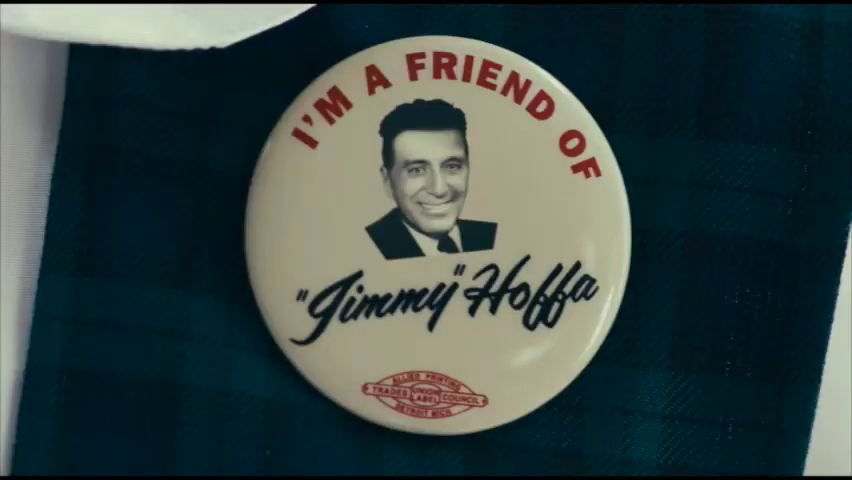 I'M A FRIEND OF
"Jimmy" Hoffa
ALLIED PRINTING
TRADES UNION LABEL COUNCIL
DETROIT MICH.